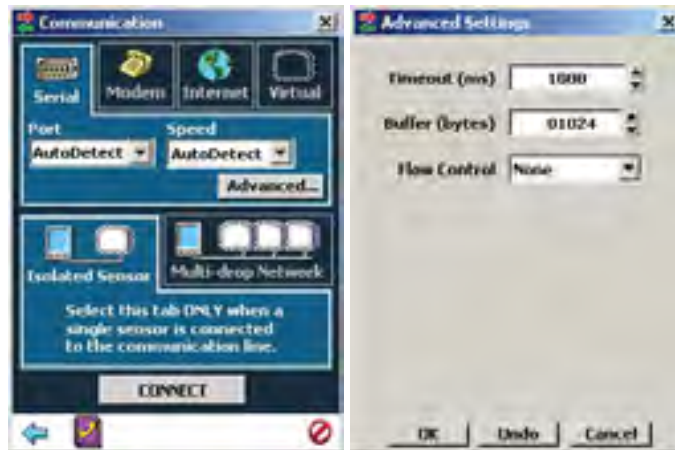 Communication
Serial
Modem
Internet
Virtual
Port
Speed
AutoDetect
AutoDetect
Advanced...
Isolated Sensor
Multi-drop Network
Select this tab ONLY when a
single sensor is connected
to the communication line.
CONNECT
Advanced Settings
Timeout (ms)
1000
Buffer (bytes)
01024
Flow Control
None
OK
Undo
Cancel